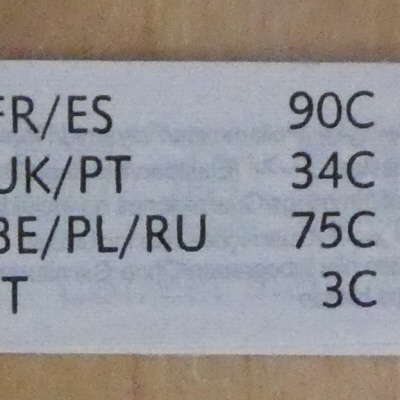 FR/ES 90C
UK/PT 34C
BE/PL/RU 75C
T 3C